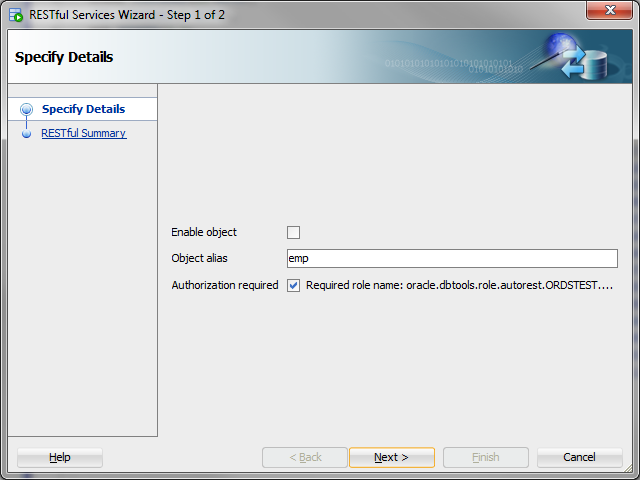 RESTful Services Wizard - Step 1 of 2
Specify Details
010101010101010101010101
0101010101010
Specify Details
RESTful Summary
Enable object
Object alias emp
Authorization required Required role name: oracle.dbtools.role.autorest.ORDSTEST....
Help < Back Next > Finish Cancel